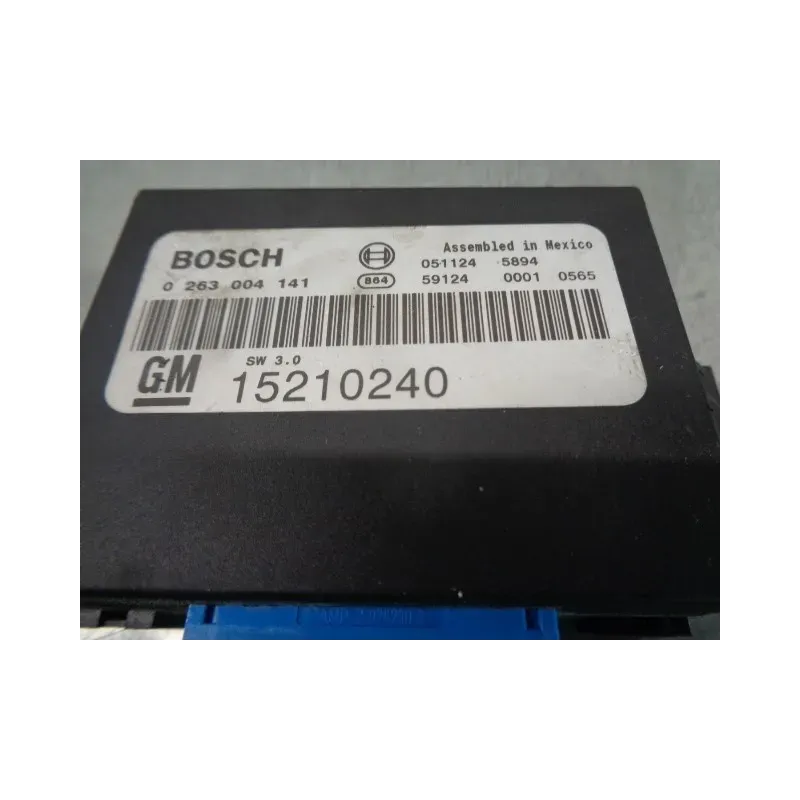 BOSCH
Assembled in Mexico
051124 5894
0 263 004 141
864
59124 0001 0565
SW 3.0
GM
15210240